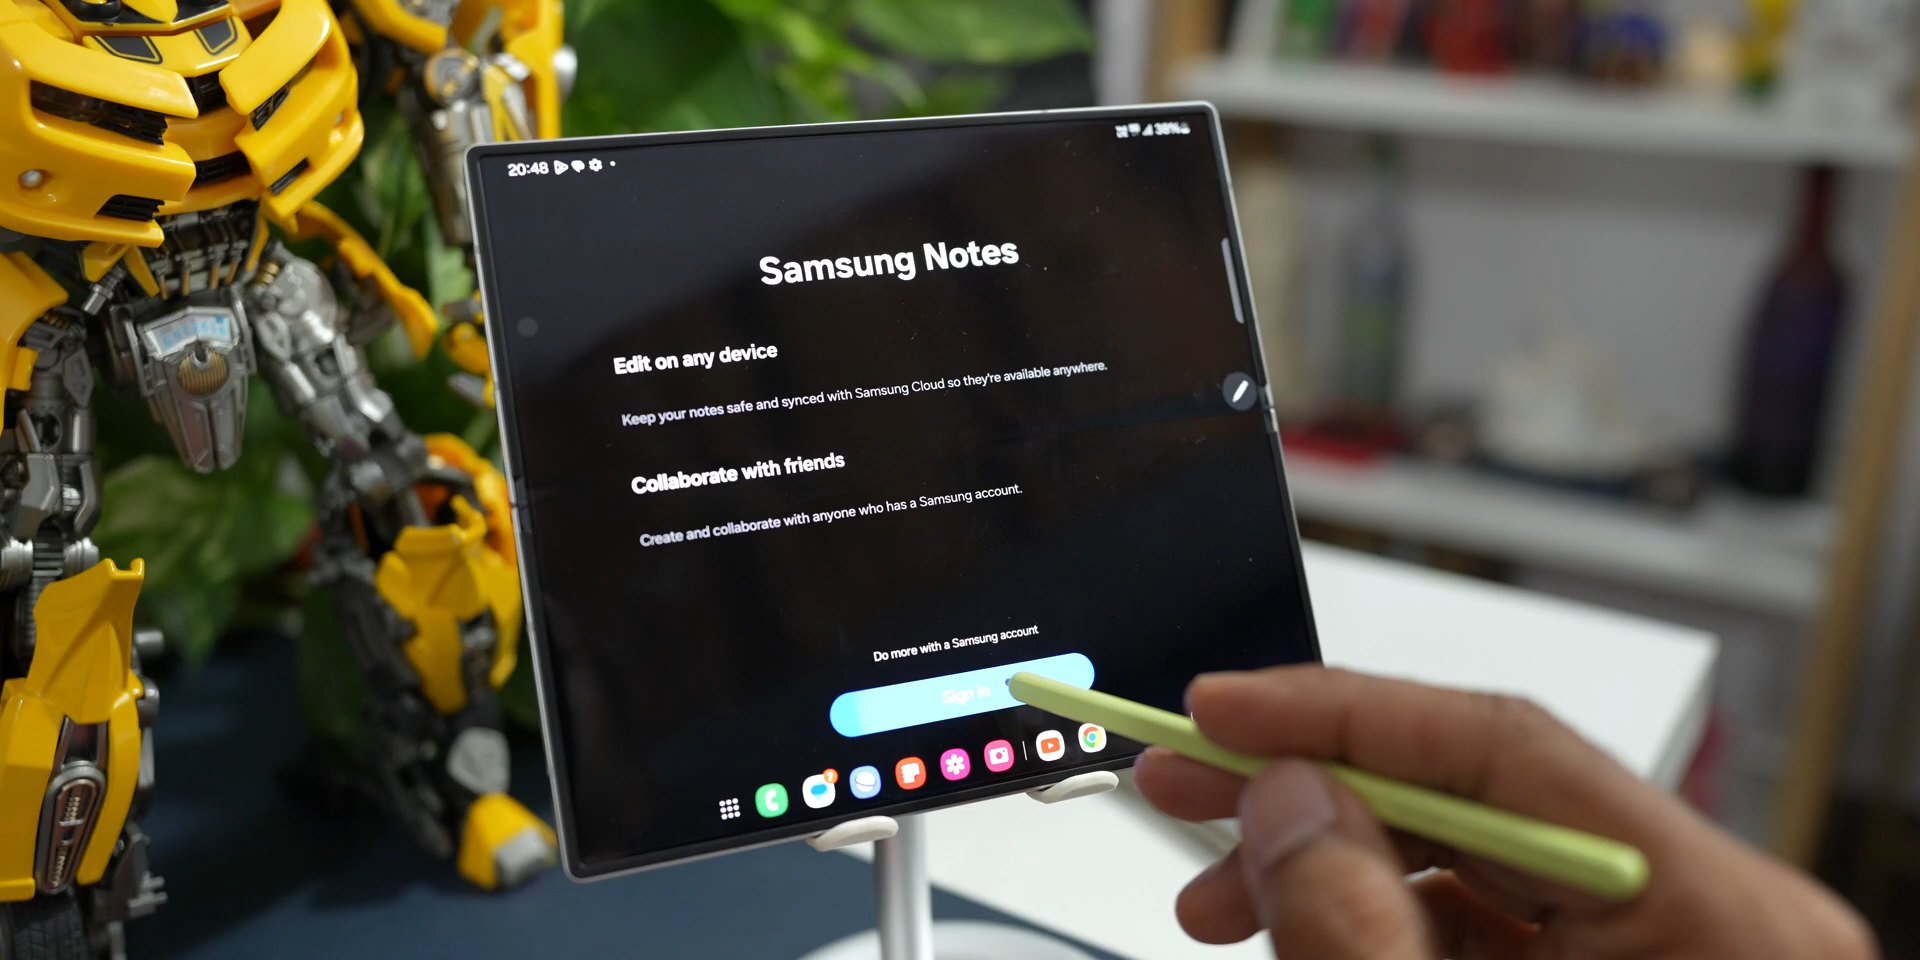 20:48
38%
Samsung Notes
Edit on any device
Keep your notes safe and synced with Samsung Cloud so they're available anywhere.
Collaborate with friends
Create and collaborate with anyone who has a Samsung account.
Do more with a Samsung account
Sign in
7